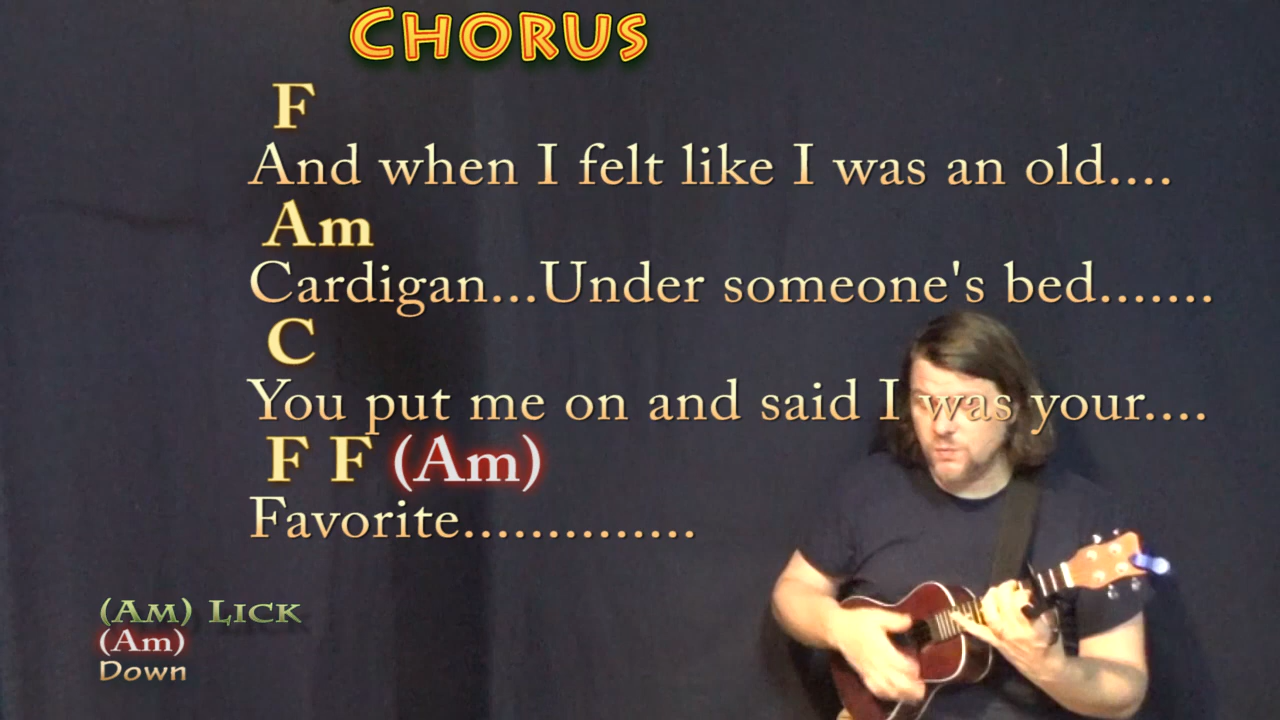 CHORUS
F
And when I felt like I was an old....
Am
Cardigan...Under someone's bed.......
C
You put me on and said I was your....
F F (Am)
Favorite..............
(AM) LICK
(Am)
Down